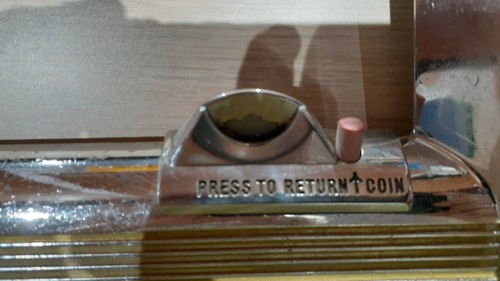 PRESS TO RETURN ↑ COIN